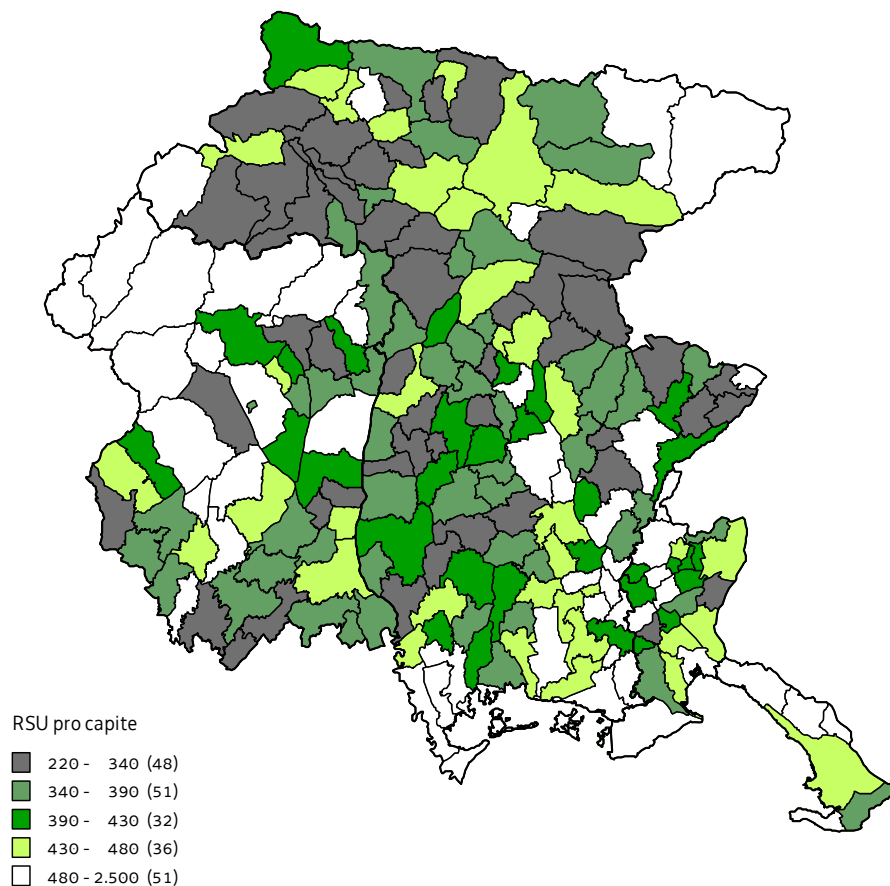 RSU pro capite
220 - 340 (48)
340 - 390 (51)
390 - 430 (32)
430 - 480 (36)
480 - 2.500 (51)